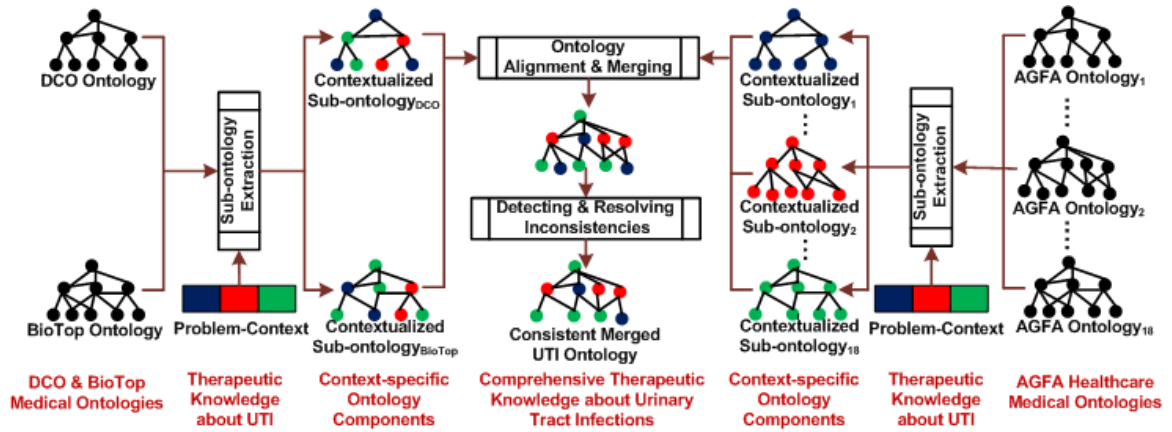 DCO Ontology
BioTop Ontology
Sub-ontology
Extraction
Problem-Context
Contextualized
Sub-ontologyDCO
Contextualized
Sub-ontologyBioTop
Ontology
Alignment & Merging
Detecting & Resolving
Inconsistencies
Consistent Merged
UTI Ontology
Contextualized
Sub-ontology1
Contextualized
Sub-ontology2
Contextualized
Sub-ontology18
Sub-ontology
Extraction
Problem-Context
AGFA Ontology1
AGFA Ontology2
AGFA Ontology18
DCO & BioTop
Medical Ontologies
Therapeutic
Knowledge
about UTI
Context-specific
Ontology
Components
Comprehensive Therapeutic
Knowledge about Urinary
Tract Infections
Context-specific
Ontology
Components
Therapeutic
Knowledge
about UTI
AGFA Healthcare
Medical Ontologies